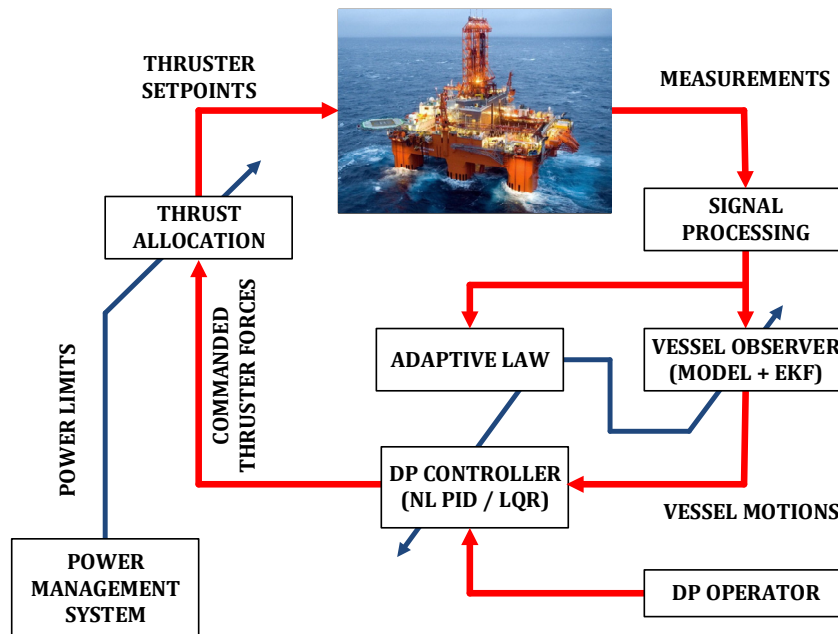 THRUSTER
SETPOINTS
MEASUREMENTS
THRUST
ALLOCATION
SIGNAL
PROCESSING
POWER LIMITS
COMMANDED
THRUSTER FORCES
ADAPTIVE LAW
VESSEL OBSERVER
(MODEL + EKF)
DP CONTROLLER
(NL PID / LQR)
VESSEL MOTIONS
POWER
MANAGEMENT
SYSTEM
DP OPERATOR